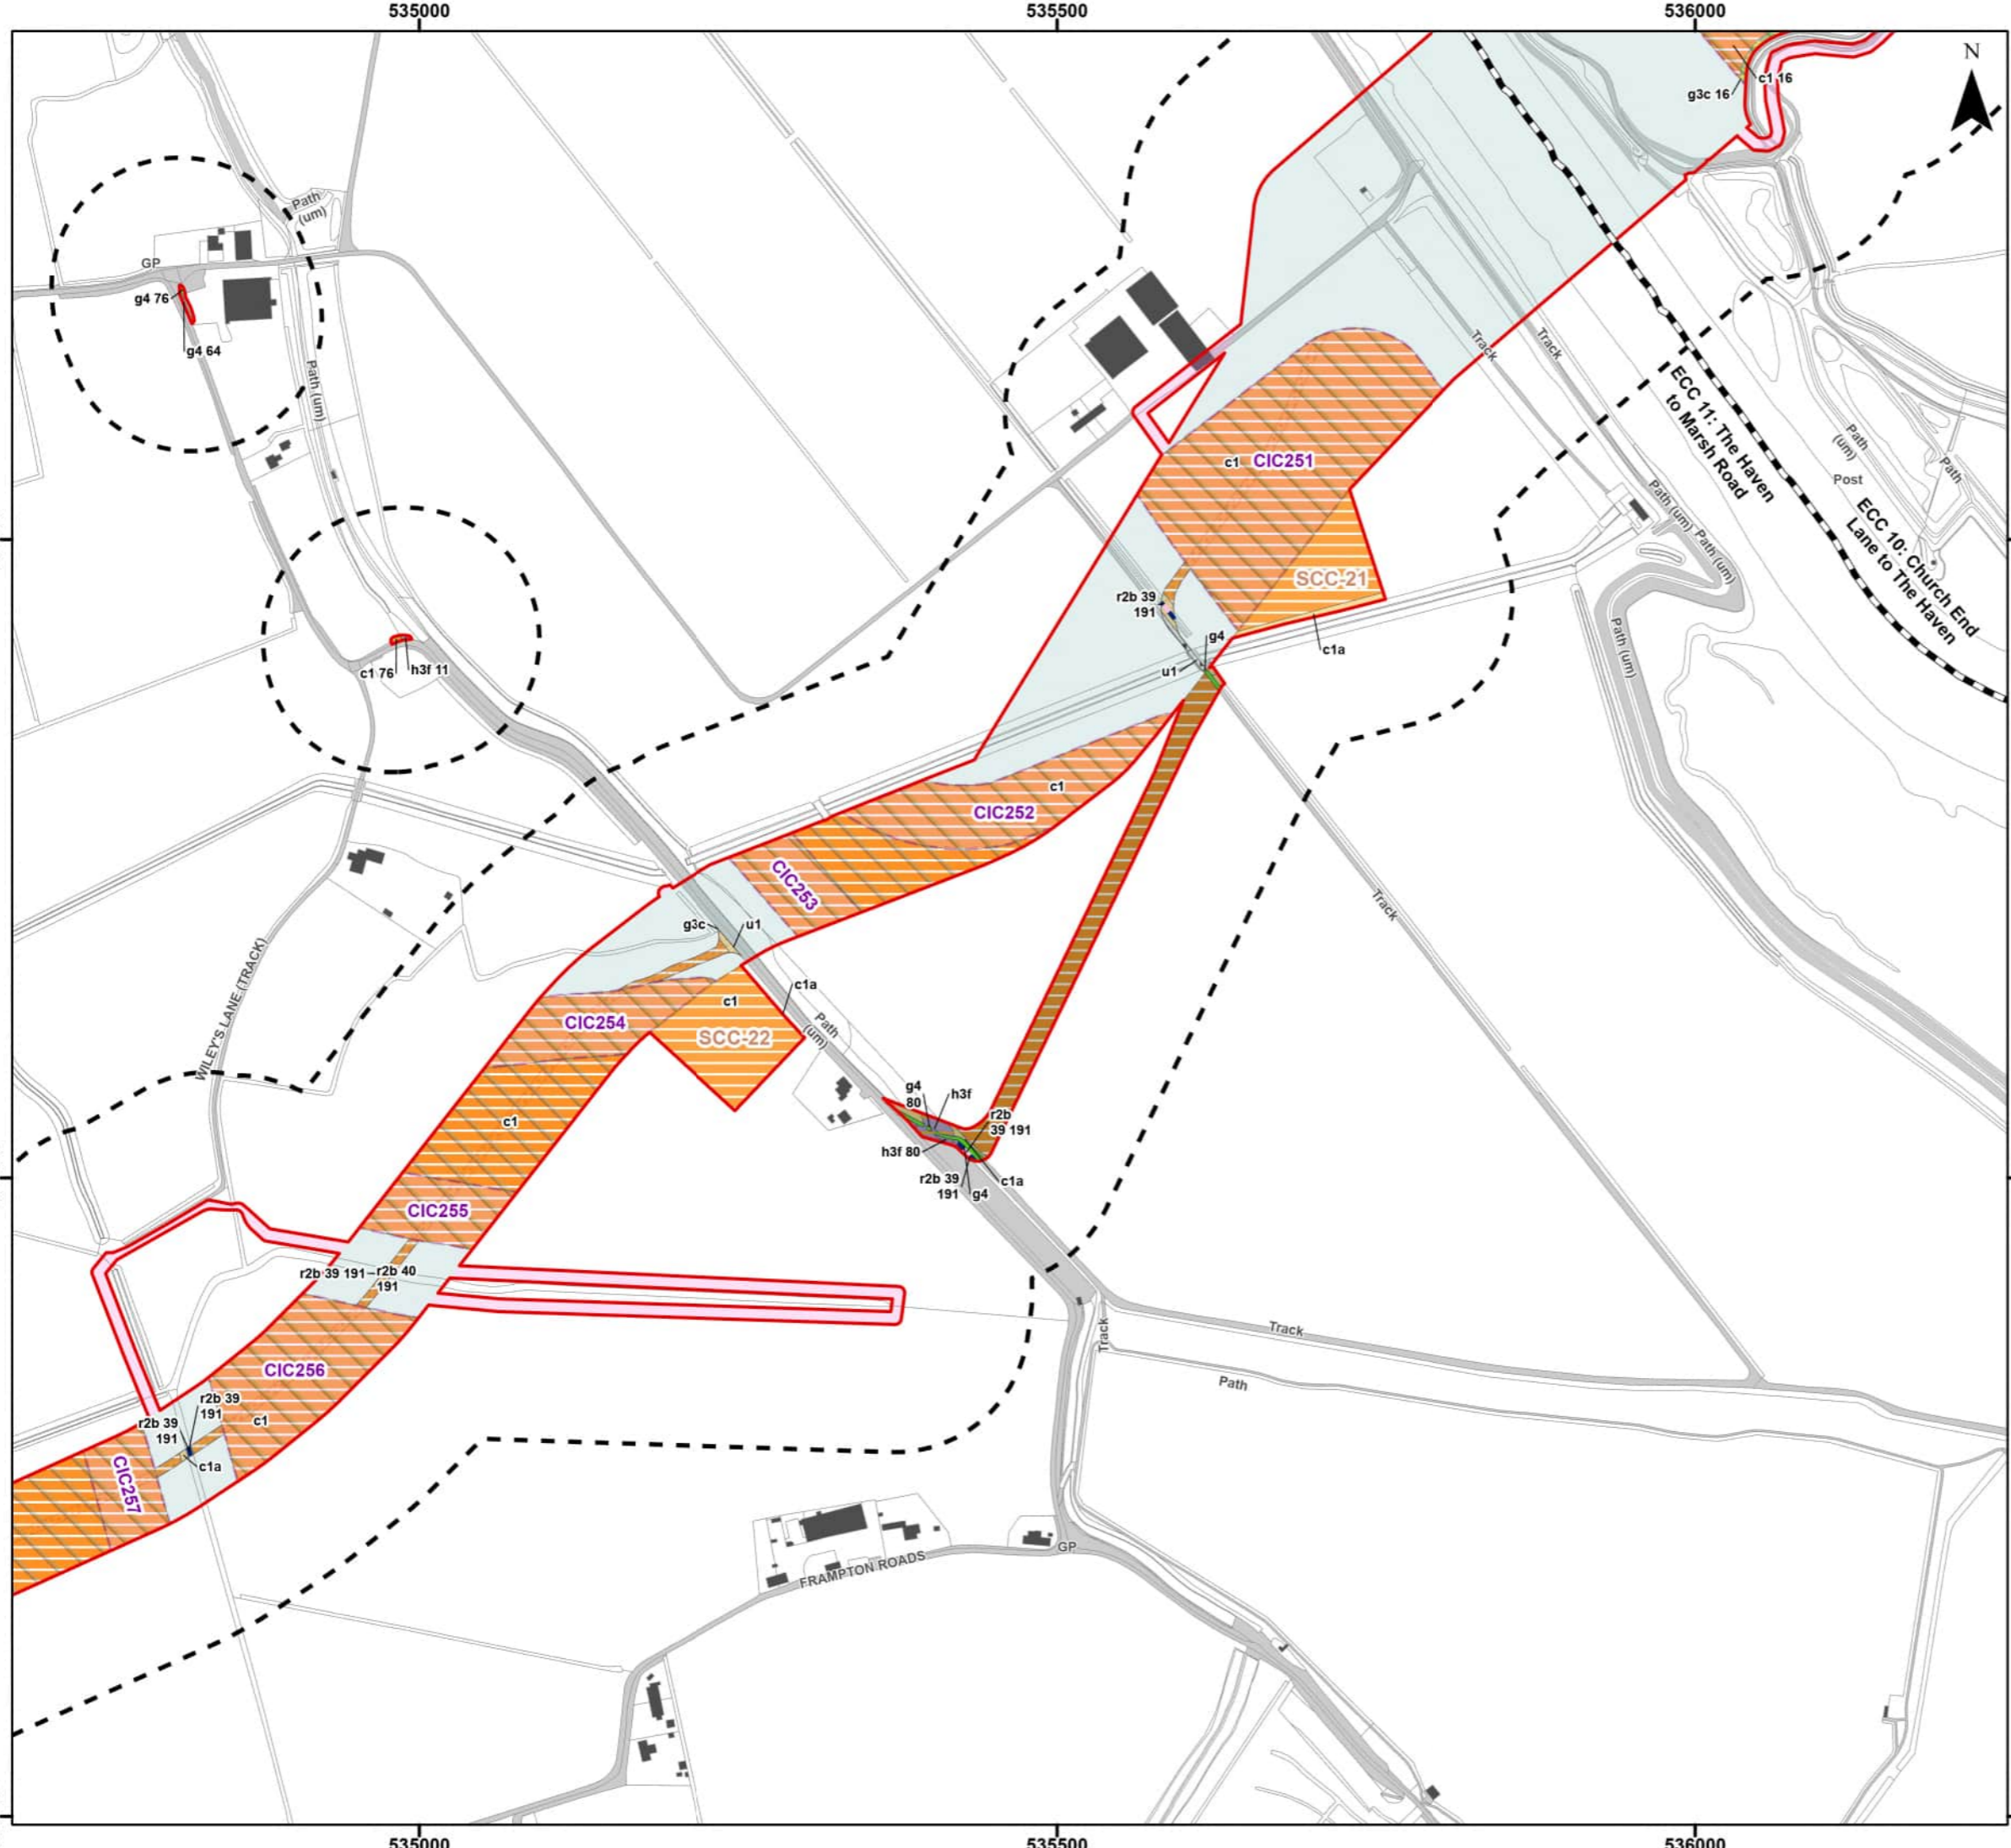 535000
535500
536000
N
c1 16
g3c 16
Path
(um)
GP
g4 76
g4 64
Path (um)
Track
Track
ECC 11: The Haven
to Marsh Road
Path
(um)
Path
Post
ECC 10: Church End
Lane to The Haven
Path (um)
Path (um)
c1
CIC251
SCC-21
r2b 39
191
g4
u1
c1a
Path (um)
c1 76
h3f 11
c1
CIC252
CIC253
Track
g3c
u1
c1a
c1
CIC254
SCC-22
Path
(um)
WILEY'S LANE (TRACK)
g4
80
h3f
r2b
39 191
c1
h3f 80
r2b 39
191
g4
c1a
CIC255
r2b 39 191
r2b 40
191
Track
Track
Path
CIC256
r2b 39
191
r2b 39
191
c1
c1a
CIC257
FRAMPTON ROADS
GP
535000
535500
536000